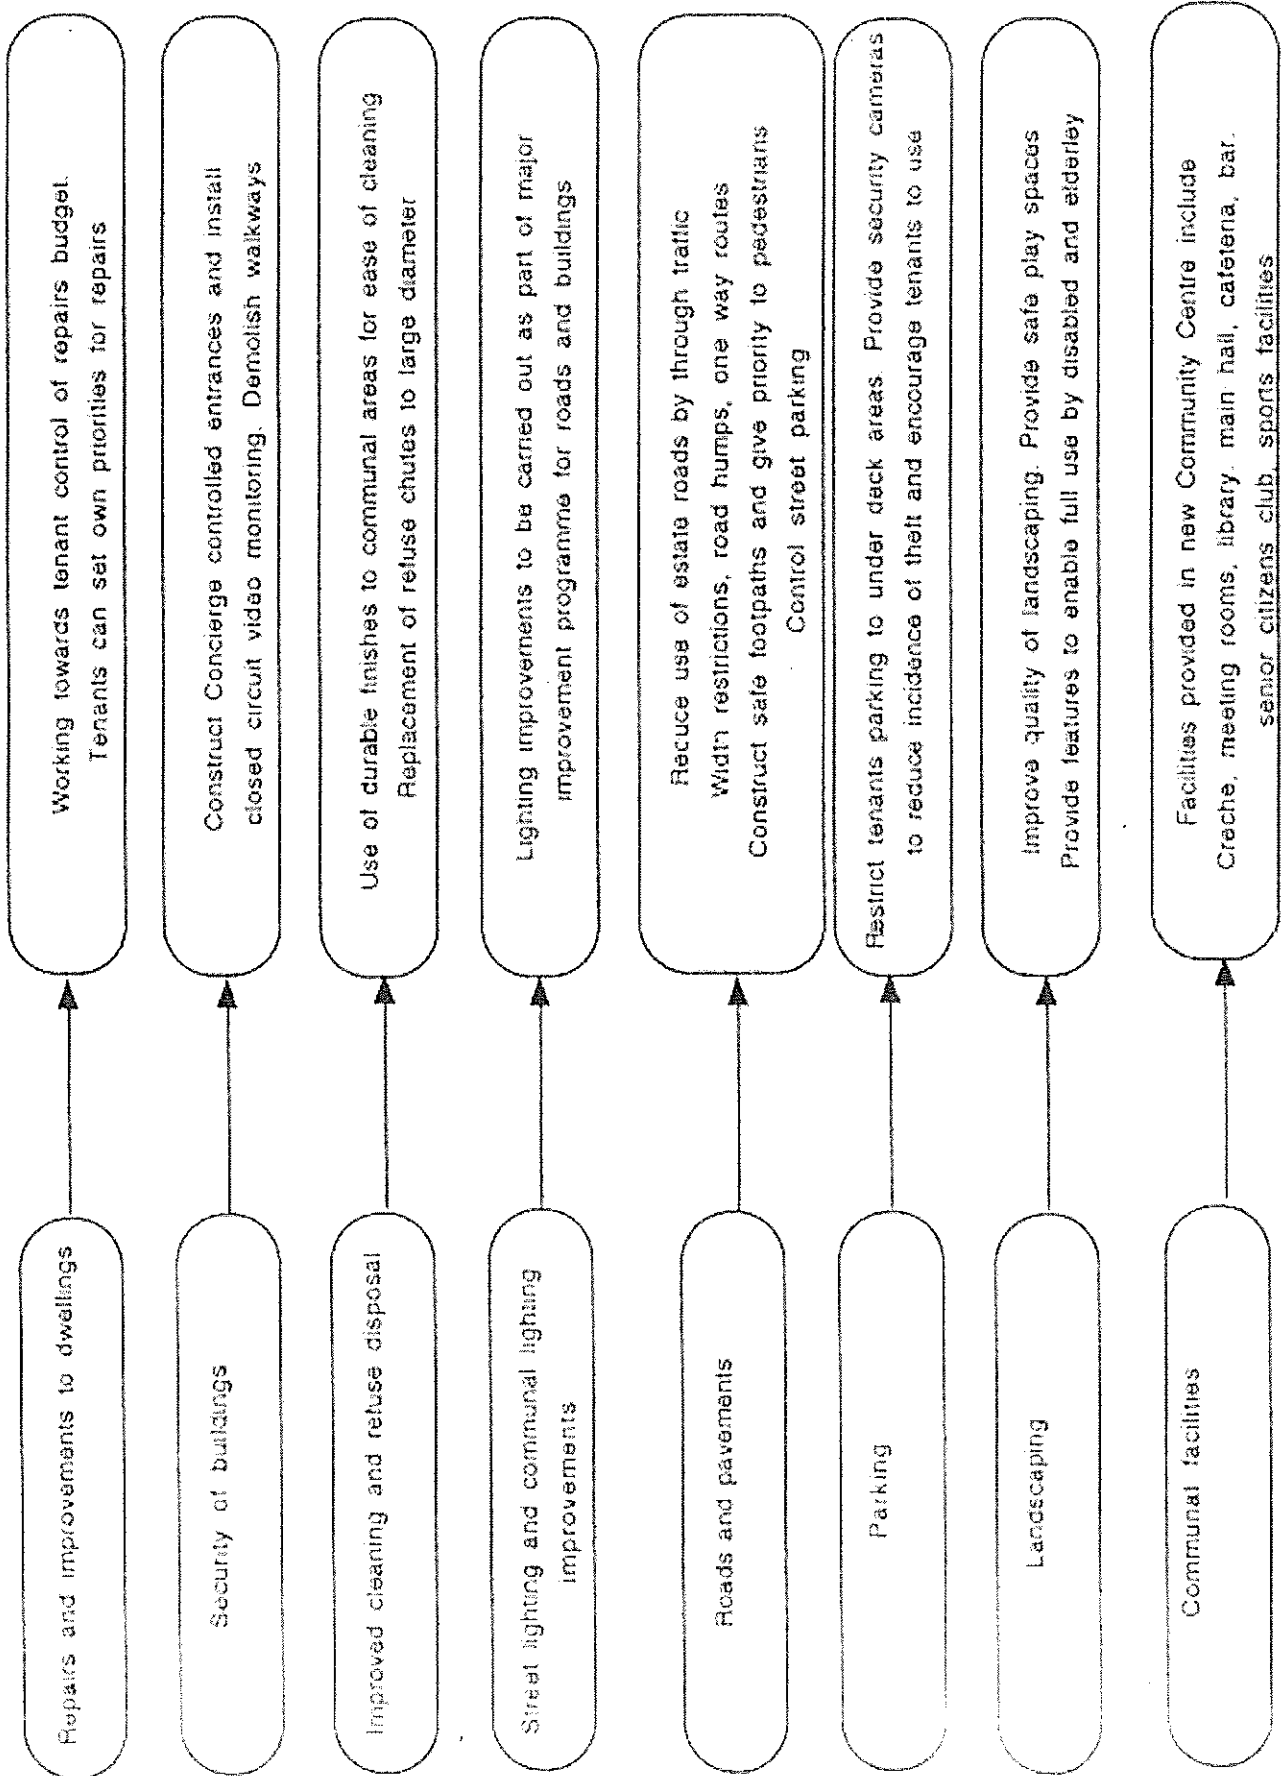 Repairs and improvements to dwellings
Working towards tenant control of repairs budget.
Tenants can set own priorities for repairs
Security of buildings
Construct Concierge controlled entrances and install
closed circuit video monitoring. Demolish walkways
Improved cleaning and refuse disposal
Use of durable finishes to communal areas for ease of cleaning
Replacement of refuse chutes to large diameter
Street lighting and communal lighting
improvements
Lighting improvements to be carried out as part of major
improvement programme for roads and buildings
Roads and pavements
Recuce use of estate roads by through traffic
Width restrictions, road humps, one way routes
Construct safe footpaths and give priority to pedestrians
Control street parking
Parking
Restrict tenants parking to under deck areas. Provide security cameras
to reduce incidence of theft and encourage tenants to use
Landscaping
Improve quality of landscaping. Provide safe play spaces
Provide features to enable full use by disabled and elderley
Communal facilities
Facilities provided in new Community Centre include
Creche, meeting rooms, library, main hall, cafeteria, bar.
senior citizens club, sports facilities